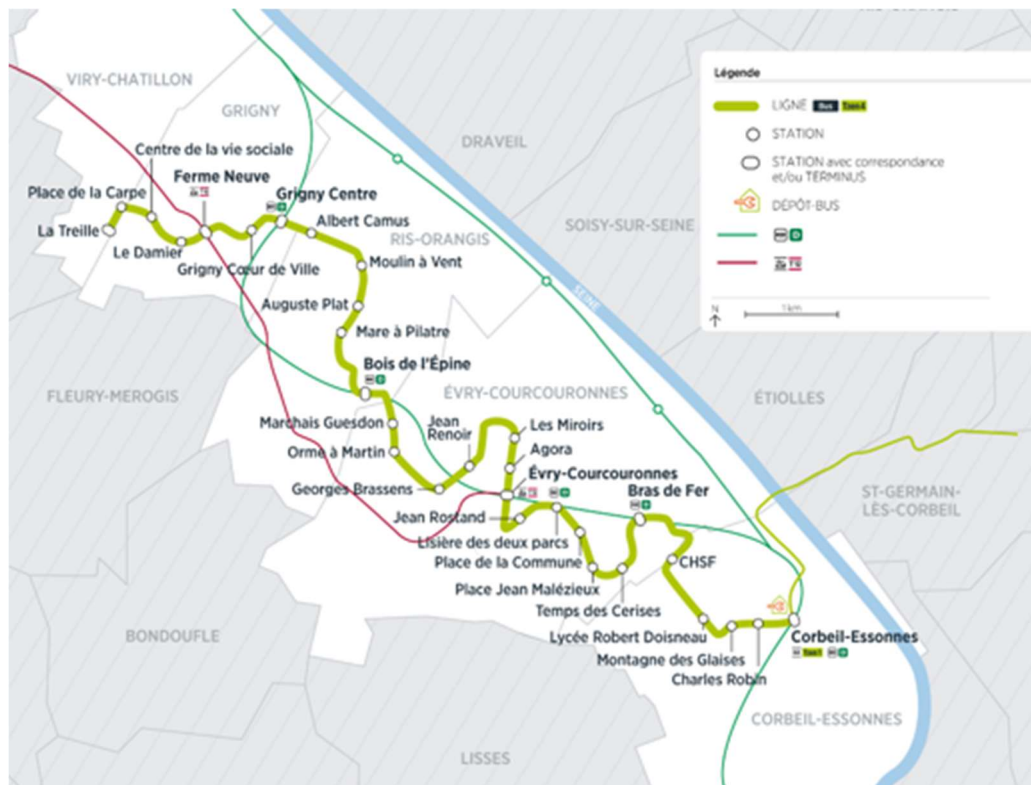 VIRY-CHATILLON
GRIGNY
DRAVEIL
Centre de la vie sociale
Ferme Neuve
Place de la Carpe
Grigny Centre
La Treille
Albert Camus
Le Damier
RIS-ORANGIS
Grigny Cœur de Ville
Moulin à Vent
SOISY-SUR-SEINE
Auguste Plat
SEINE
Mare à Pilatre
Bois de l'Épine
FLEURY-MEROGIS
ÉVRY-COURCOURONNES
ÉTIOLLES
Marchais Guesdon
Jean
Renoir
Les Miroirs
Orme à Martin
Agora
Georges Brassens
Évry-Courcouronnes
Bras de Fer
ST-GERMAIN-
LÈS-CORBEIL
Jean Rostand
Lisière des deux parcs
Place de la Commune
CHSF
Place Jean Malézieux
Temps des Cerises
BONDOUFLE
Lycée Robert Doisneau
Corbeil-Essonnes
Montagne des Glaises
Charles Robin
CORBEIL-ESSONNES
LISSES
Légende
LIGNE Bus Tzen4
STATION
STATION avec correspondance
et/ou TERMINUS
DÉPÔT-BUS
D
N
1 km